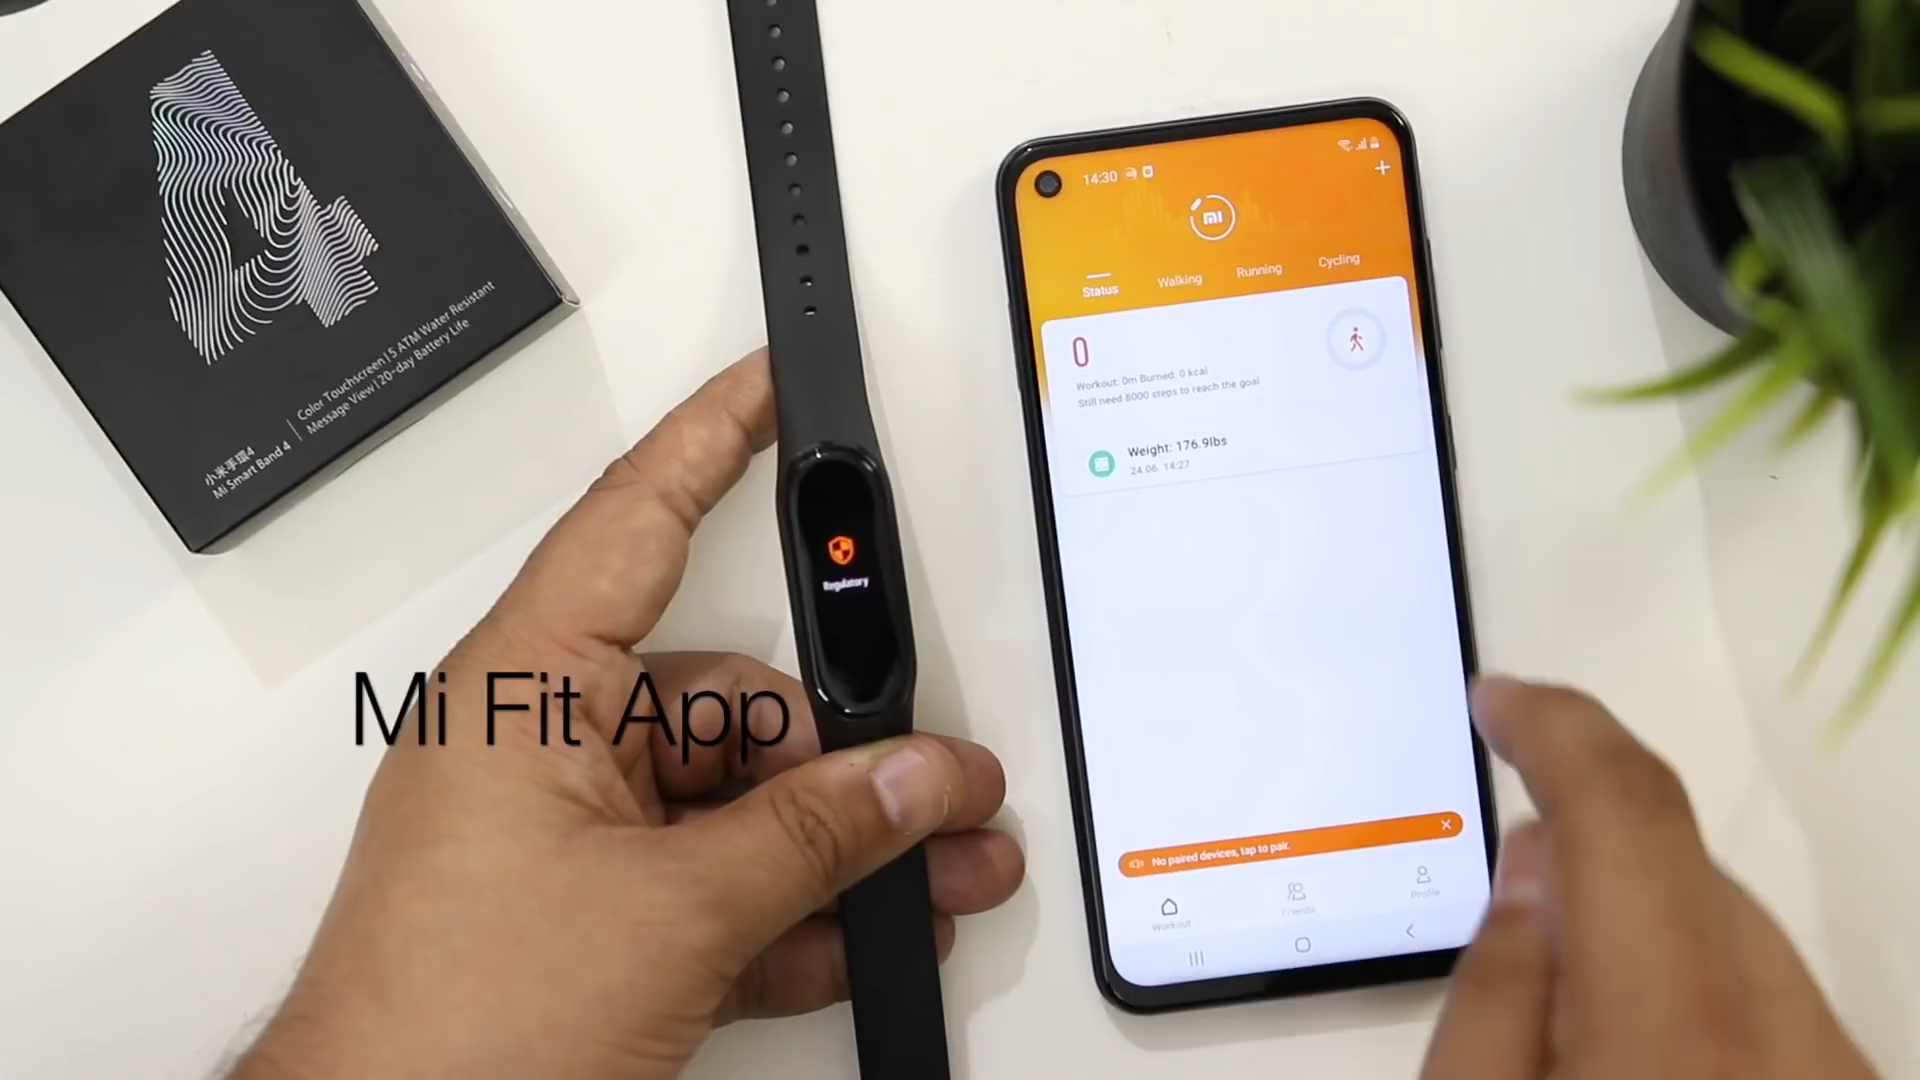 4
小米手環4
Mi Smart Band 4
Color Touchscreen | 5 ATM Water Resistant
Message View | 20-day Battery Life
Regulatory
Mi Fit App
14:30
mi
Status
Walking
Running
Cycling
0
Workout: 0m Burned: 0 kcal
Still need 8000 steps to reach the goal
Weight: 176.9lbs
24.06. 14:27
No paired devices, tap to pair.
Workout
Friends
Profile